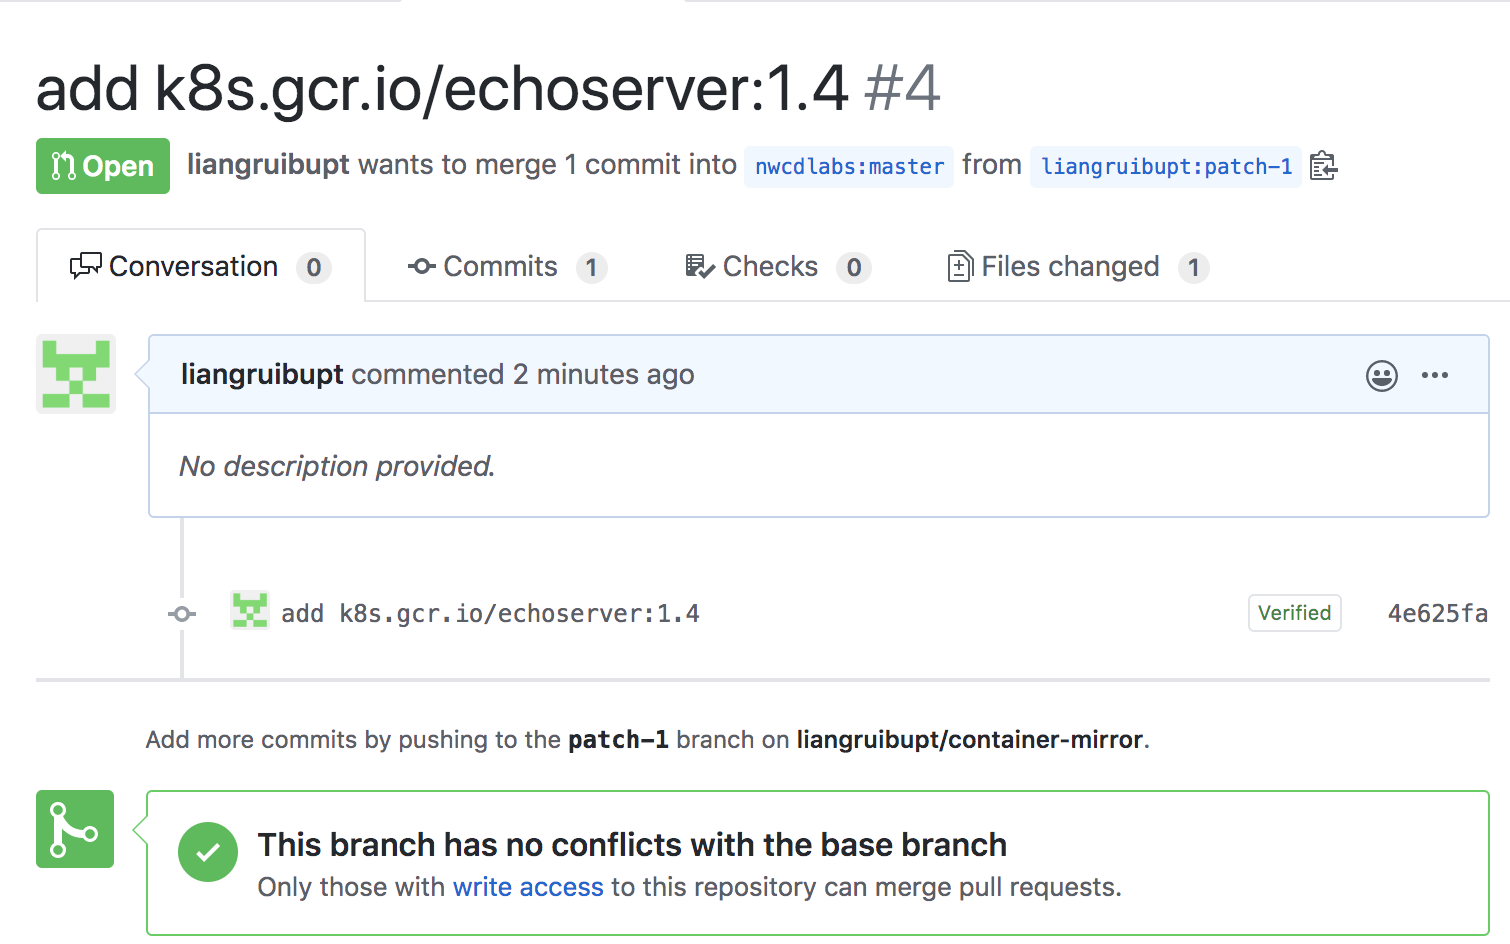 add k8s.gcr.io/echoserver:1.4 #4
Open liangruibupt wants to merge 1 commit into nwcdlabs:master from liangruibupt:patch-1
Conversation 0 Commits 1 Checks 0 Files changed 1
liangruibupt commented 2 minutes ago
No description provided.
add k8s.gcr.io/echoserver:1.4 Verified 4e625fa
Add more commits by pushing to the patch-1 branch on liangruibupt/container-mirror.
This branch has no conflicts with the base branch
Only those with write access to this repository can merge pull requests.